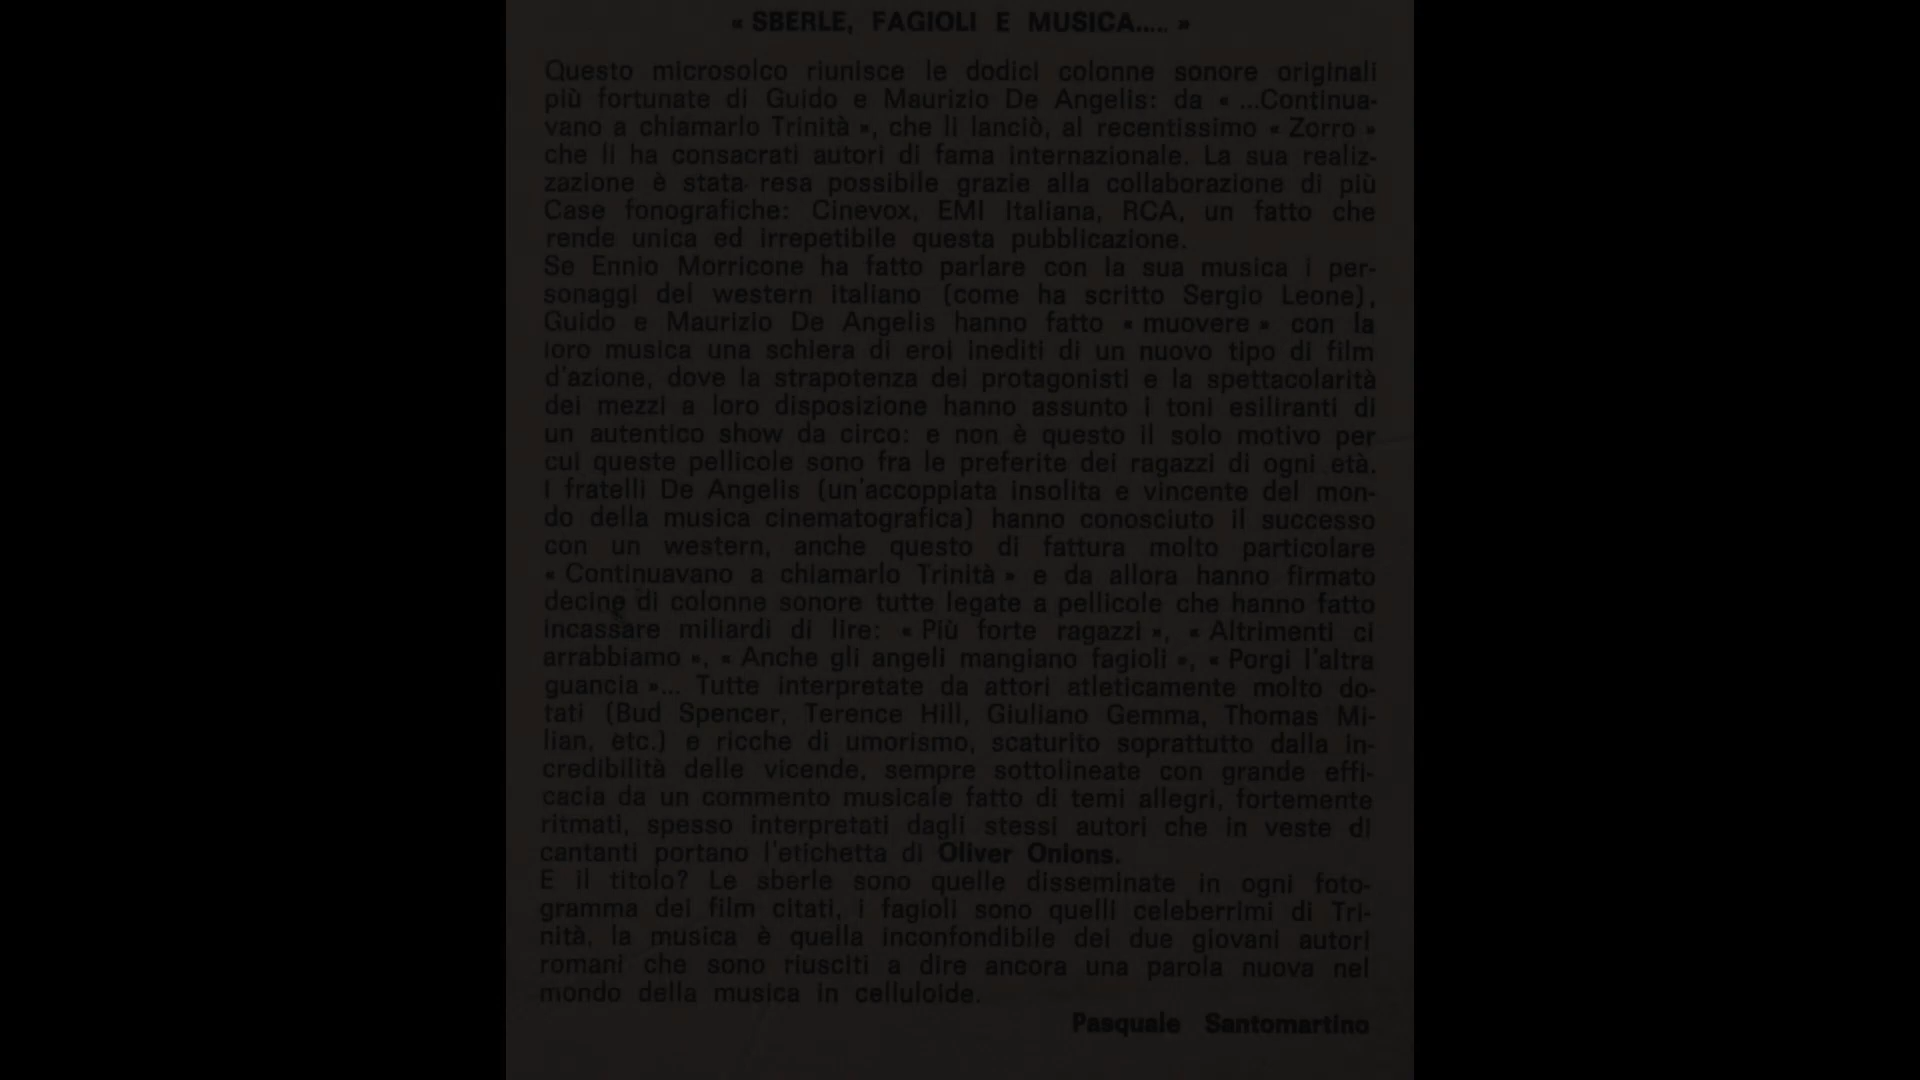 « SBERLE, FAGIOLI E MUSICA..... »
Questo microsolco riunisce le dodici colonne sonore originali
più fortunate di Guido e Maurizio De Angelis: da « ...Continua-
vano a chiamarlo Trinità », che li lanciò, al recentissimo « Zorro »
che li ha consacrati autori di fama internazionale. La sua realiz-
zazione è stata resa possibile grazie alla collaborazione di più
Case fonografiche: Cinevox, EMI Italiana, RCA, un fatto che
rende unica ed irrepetibile questa pubblicazione.
Se Ennio Morricone ha fatto parlare con la sua musica i per-
sonaggi del western italiano (come ha scritto Sergio Leone),
Guido e Maurizio De Angelis hanno fatto « muovere » con la
loro musica una schiera di eroi inediti di un nuovo tipo di film
d'azione, dove la strapotenza dei protagonisti e la spettacolarità
dei mezzi a loro disposizione hanno assunto i toni esiliranti di
un autentico show da circo: e non è questo il solo motivo per
cui queste pellicole sono fra le preferite dei ragazzi di ogni età.
I fratelli De Angelis (un'accoppiata insolita e vincente del mon-
do della musica cinematografica) hanno conosciuto il successo
con un western, anche questo di fattura molto particolare
« Continuavano a chiamarlo Trinità » e da allora hanno firmato
decine di colonne sonore tutte legate a pellicole che hanno fatto
incassare miliardi di lire: « Più forte ragazzi », « Altrimenti ci
arrabbiamo », « Anche gli angeli mangiano fagioli », « Porgi l'altra
guancia »... Tutte interpretate da attori atleticamente molto do-
tati (Bud Spencer, Terence Hill, Giuliano Gemma, Thomas Mi-
lian, etc.) e ricche di umorismo, scaturito soprattutto dalla in-
credibilità delle vicende, sempre sottolineate con grande effi-
cacia da un commento musicale fatto di temi allegri, fortemente
ritmati, spesso interpretati dagli stessi autori che in veste di
cantanti portano l'etichetta di Oliver Onions.
E il titolo? Le sberle sono quelle disseminate in ogni foto-
gramma dei film citati, i fagioli sono quelli celeberrimi di Tri-
nità, la musica è quella inconfondibile dei due giovani autori
romani che sono riusciti a dire ancora una parola nuova nel
mondo della musica in celluloide.
Pasquale Santomartino